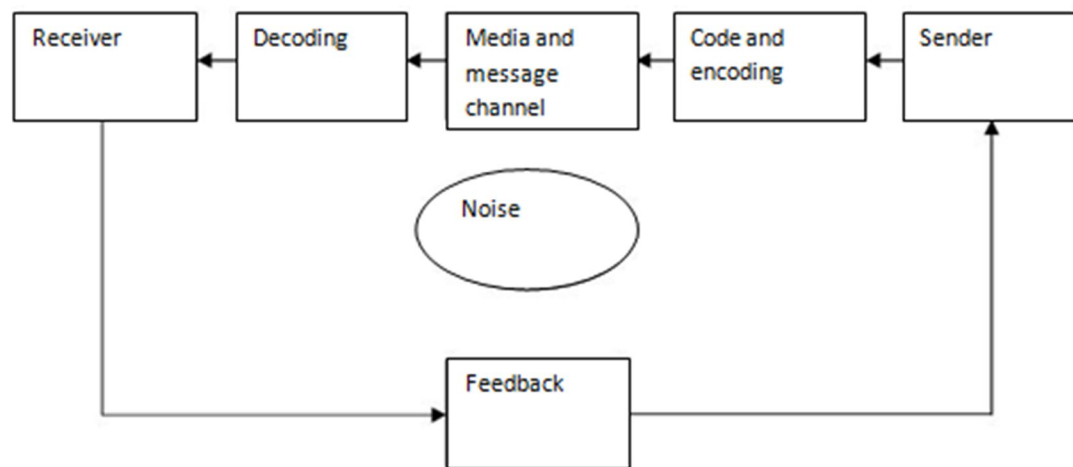 Receiver
Decoding
Media and
message
channel
Code and
encoding
Sender
Noise
Feedback